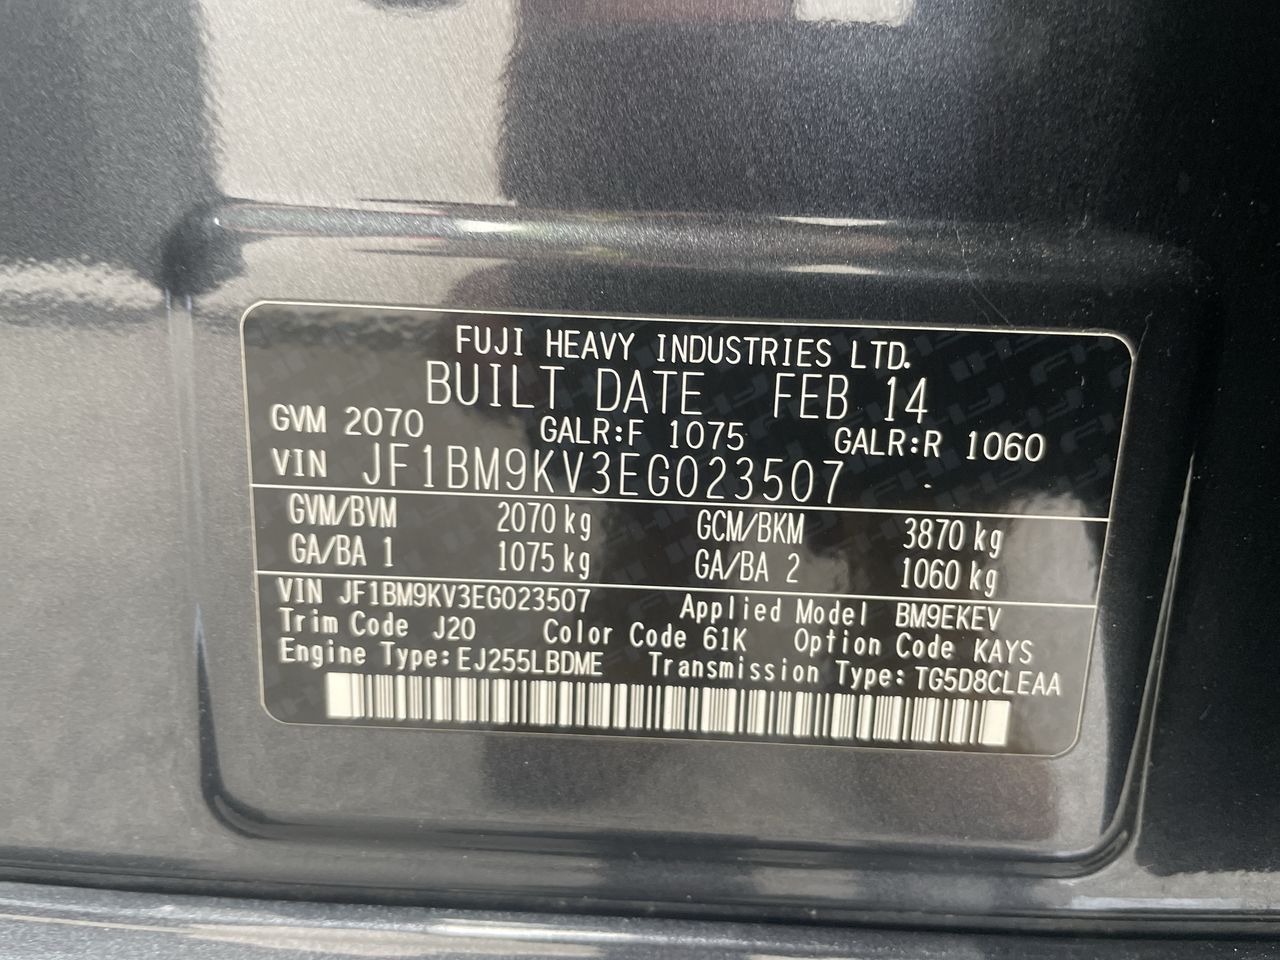 FUJI HEAVY INDUSTRIES LTD.
BUILT DATE FEB 14
GVM 2070 GALR:F 1075 GALR:R 1060
VIN JF1BM9KV3EG023507
GVM/BVM 2070 kg GCM/BKM 3870 kg
GA/BA 1 1075 kg GA/BA 2 1060 kg
VIN JF1BM9KV3EG023507 Applied Model BM9EKEV
Trim Code J20 Color Code 61K Option Code KAYS
Engine Type:EJ255LBDME Transmission Type:TG5D8CLEAA